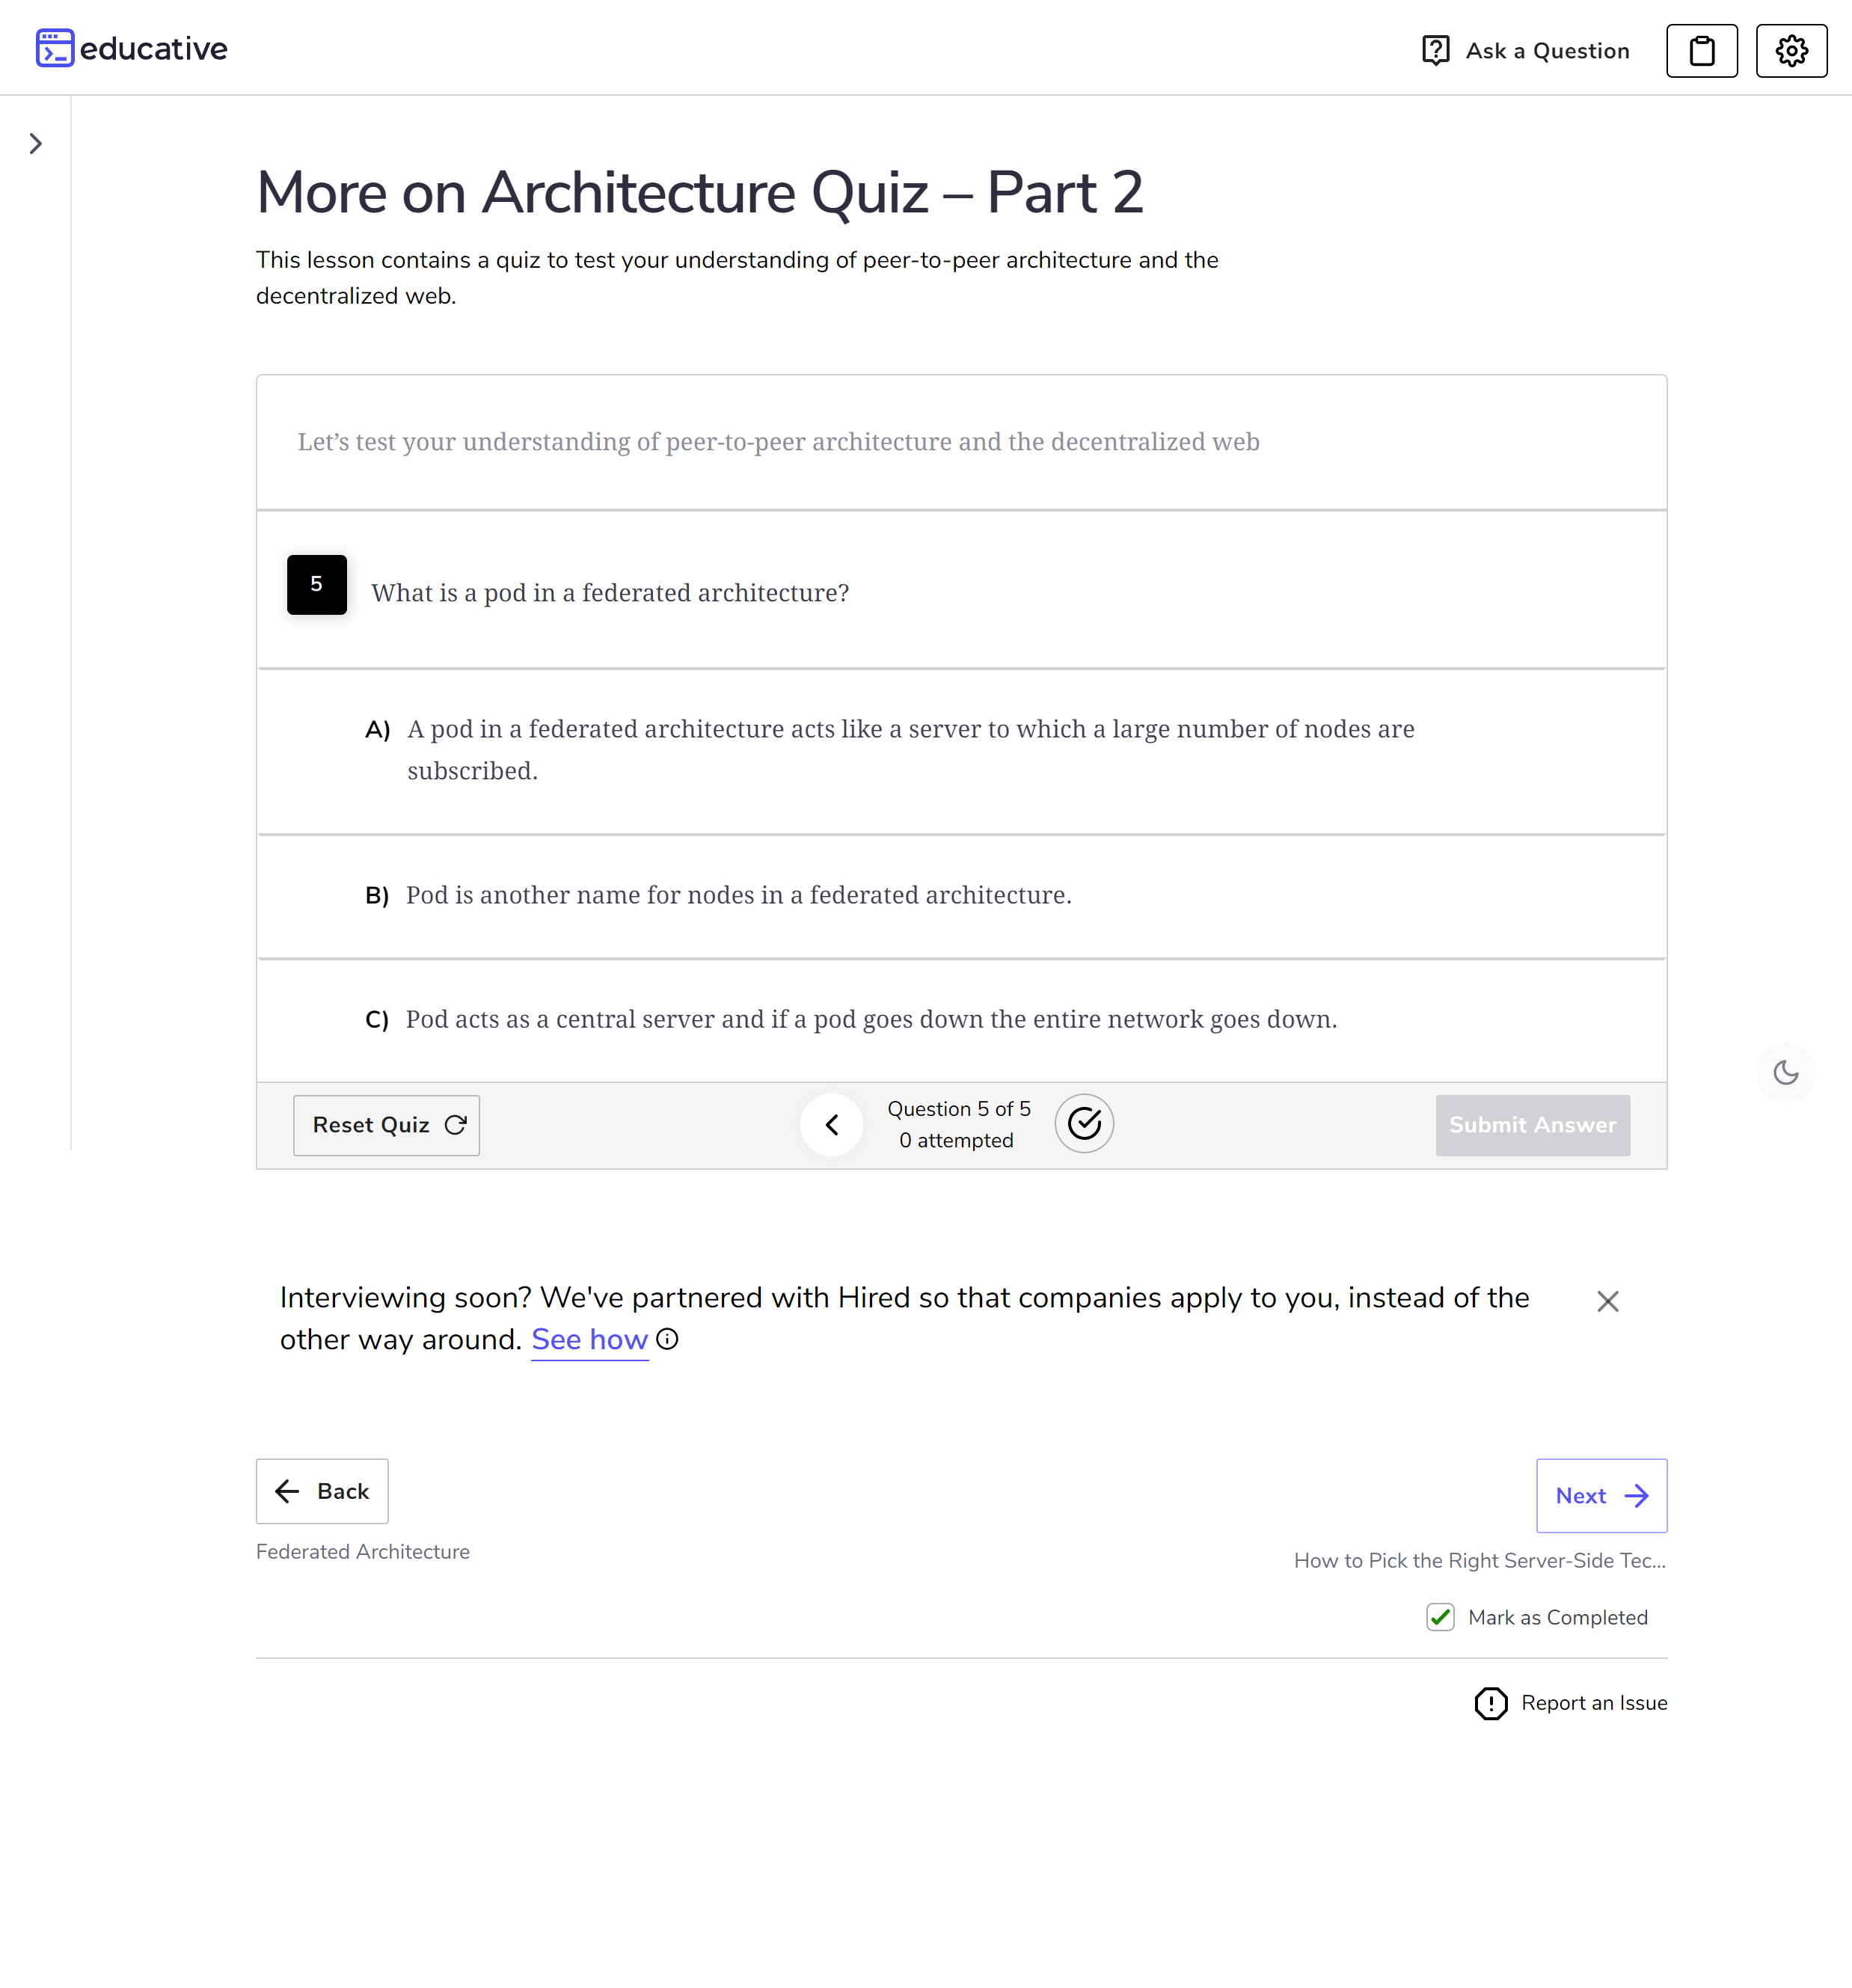 educative
Ask a Question
More on Architecture Quiz – Part 2
This lesson contains a quiz to test your understanding of peer-to-peer architecture and the
decentralized web.
Let’s test your understanding of peer-to-peer architecture and the decentralized web
5
What is a pod in a federated architecture?
A) A pod in a federated architecture acts like a server to which a large number of nodes are
subscribed.
B) Pod is another name for nodes in a federated architecture.
C) Pod acts as a central server and if a pod goes down the entire network goes down.
Reset Quiz
Question 5 of 5
0 attempted
Submit Answer
Interviewing soon? We've partnered with Hired so that companies apply to you, instead of the
other way around. See how
Back
Next
Federated Architecture
How to Pick the Right Server-Side Tec...
Mark as Completed
Report an Issue